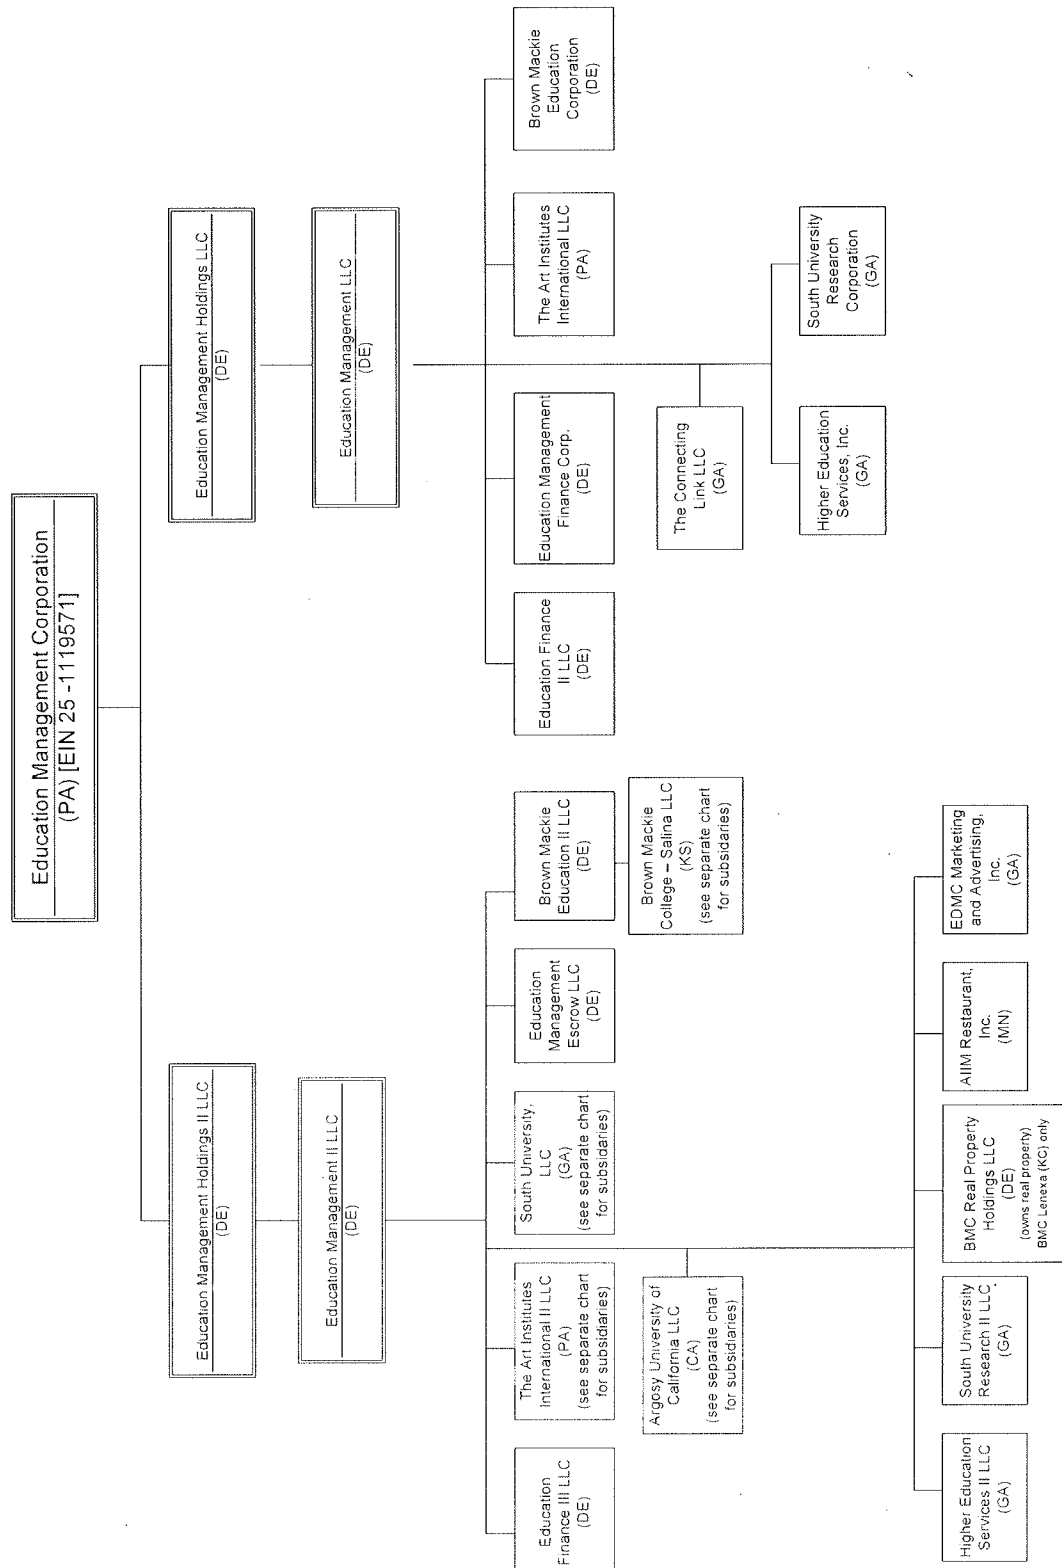 Education Management Corporation
(PA) [EIN 25 -1119571]
Education Management Holdings II LLC
(DE)
Education Management Holdings LLC
(DE)
Education Management II LLC
(DE)
Education Management LLC
(DE)
Education
Finance III LLC
(DE)
The Art Institutes
International II LLC
(PA)
(see separate chart
for subsidiaries)
South University,
LLC
(GA)
(see separate chart
for subsidaries)
Education
Management
Escrow LLC
(DE)
Brown Mackie
Education II LLC
(DE)
Education Finance
II LLC
(DE)
Education Management
Finance Corp.
(DE)
The Art Institutes
International LLC
(PA)
Brown Mackie
Education
Corporation
(DE)
Argosy University of
California LLC
(CA)
(see separate chart
for subsidiaries)
Brown Mackie
College – Salina LLC
(KS)
(see separate chart
for subsidaries)
The Connecting
Link LLC
(GA)
Higher Education
Services, Inc.
(GA)
South University
Research
Corporation
(GA)
Higher Education
Services II LLC
(GA)
South University
Research II LLC
(GA)
BMC Real Property
Holdings LLC
(DE)
(owns real property)
BMC Lenexa (KC) only
AIIM Restaurant,
Inc.
(MN)
EDMC Marketing
and Advertising,
Inc.
(GA)